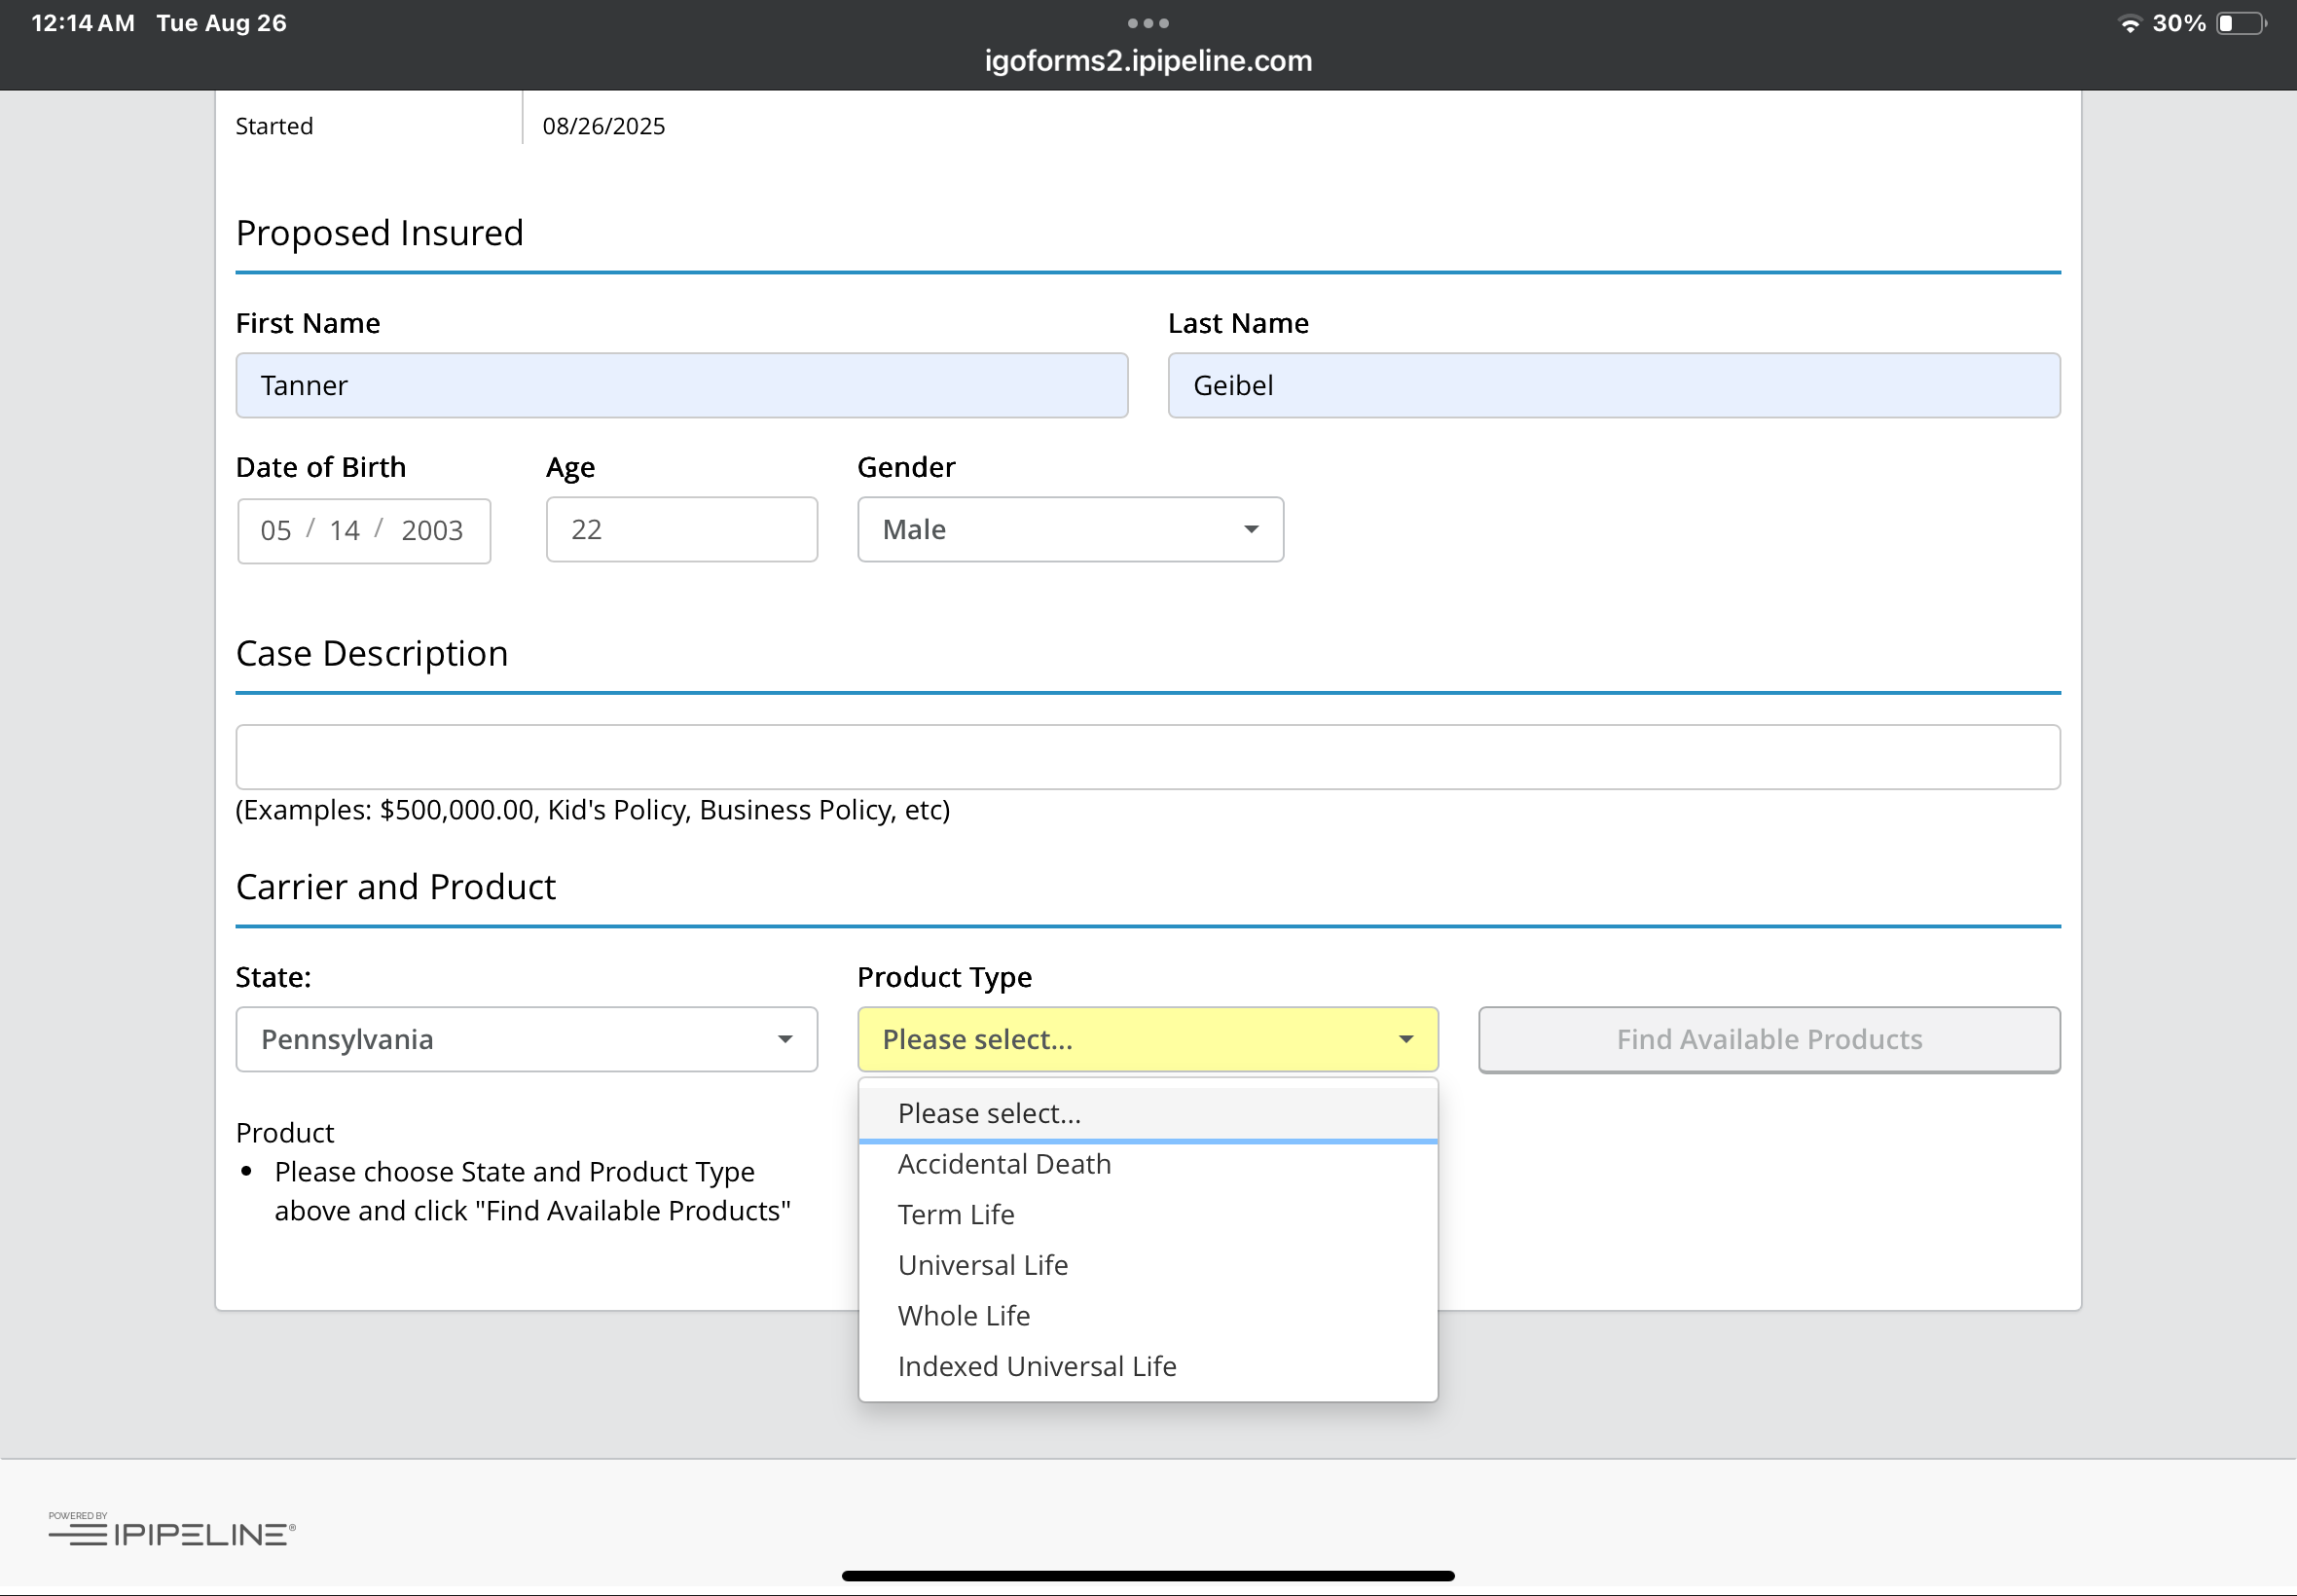 12:14 AM Tue Aug 26
30%
igoforms2.ipipeline.com
Started 08/26/2025
Proposed Insured
First Name Last Name
Tanner Geibel
Date of Birth Age Gender
05 / 14 / 2003 22 Male
Case Description
(Examples: $500,000.00, Kid's Policy, Business Policy, etc)
Carrier and Product
State: Product Type
Pennsylvania Please select... Find Available Products
Please select...
Accidental Death
Term Life
Universal Life
Whole Life
Indexed Universal Life
Product
• Please choose State and Product Type
above and click "Find Available Products"
POWERED BY
IPIPELINE®